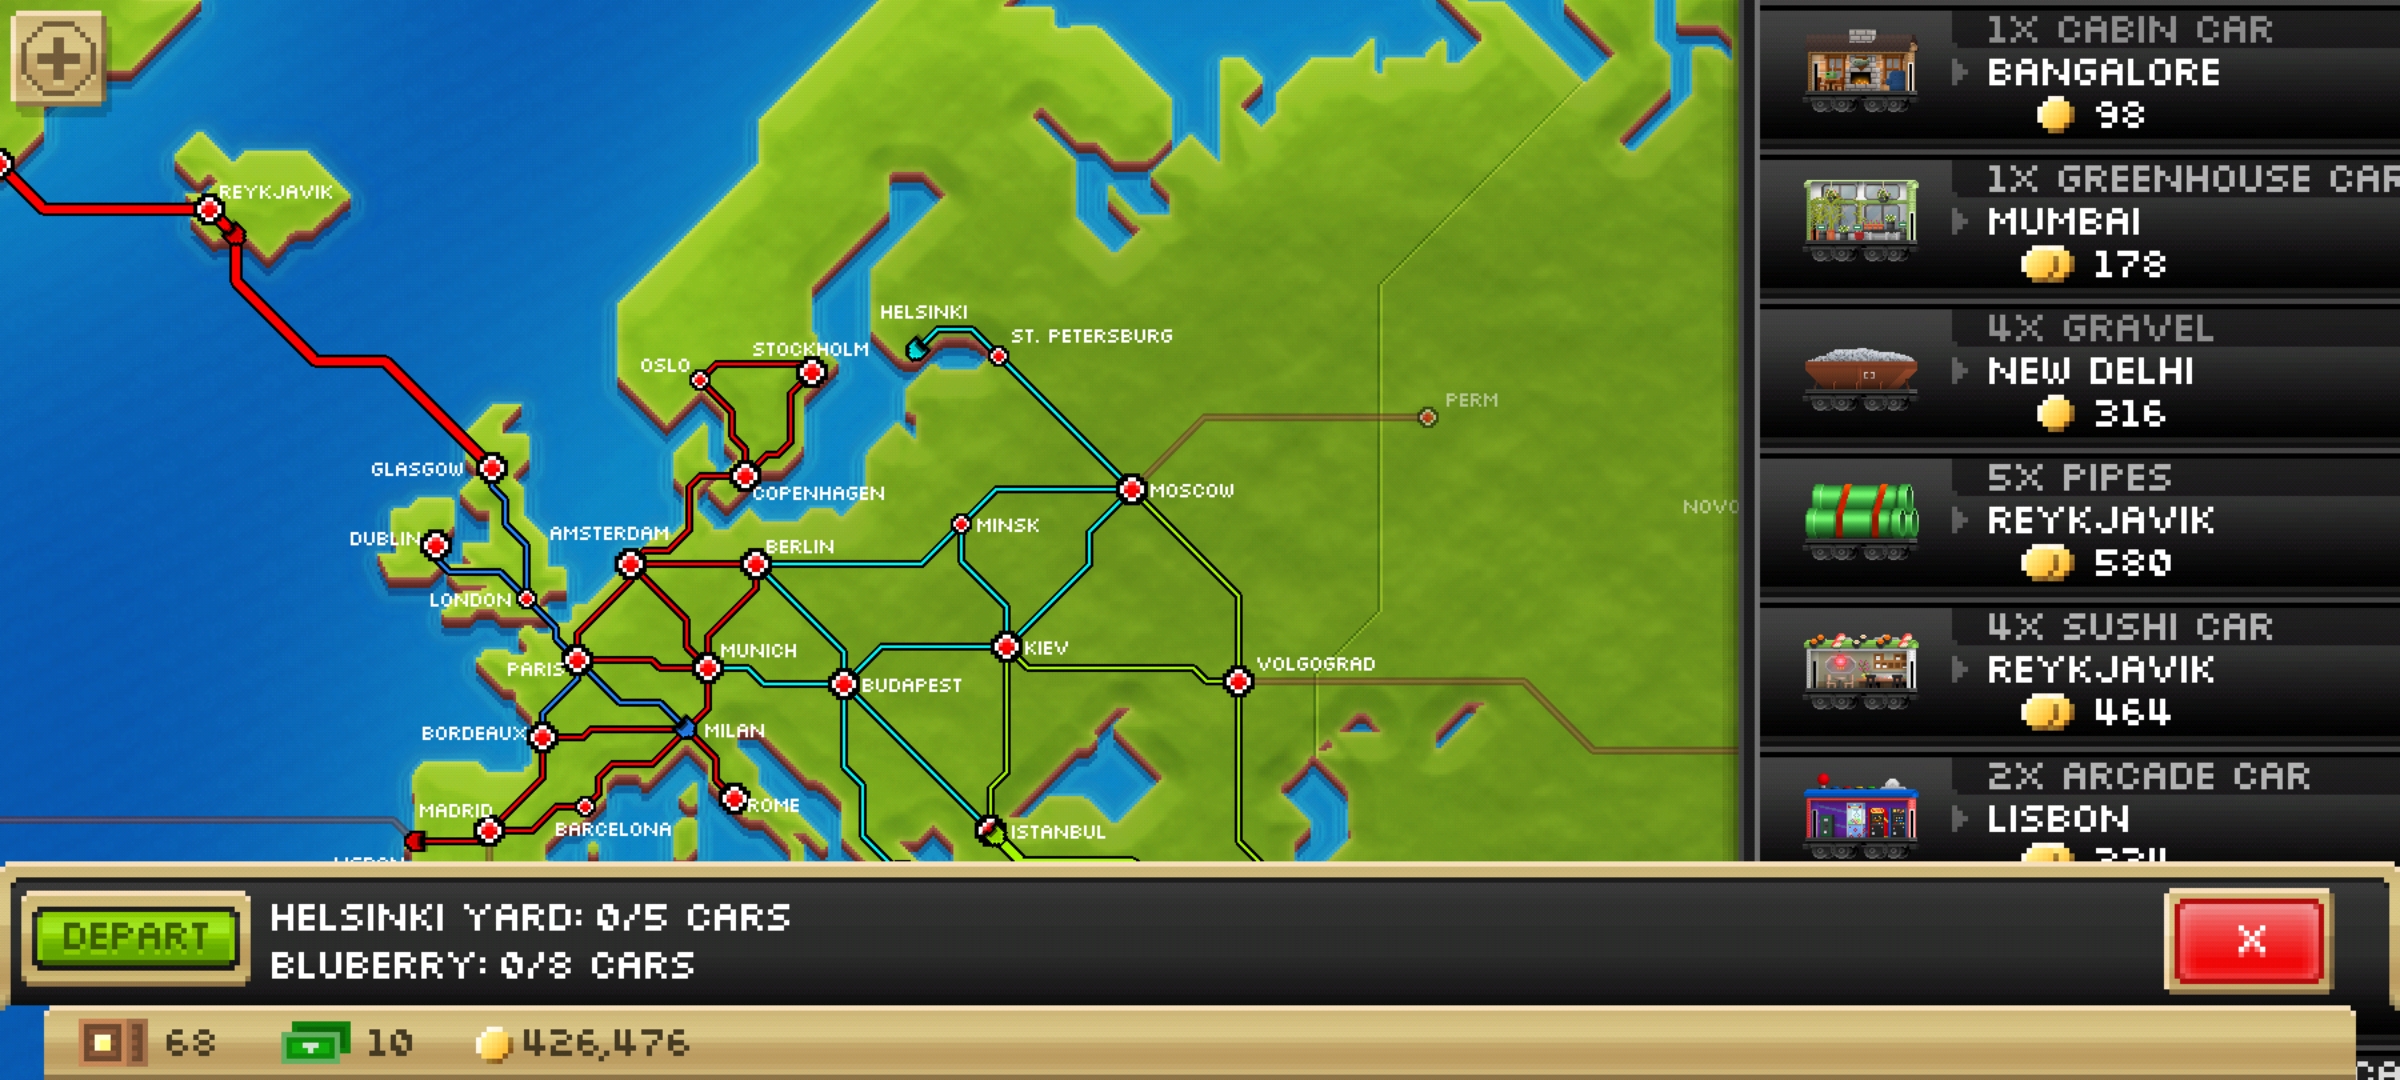 REYKJAVIK
HELSINKI
ST. PETERSBURG
STOCKHOLM
OSLO
PERM
GLASGOW
COPENHAGEN
MOSCOW
NOVO
DUBLIN
AMSTERDAM
MINSK
BERLIN
LONDON
PARIS
MUNICH
KIEV
VOLGOGRAD
BUDAPEST
BORDEAUX
MILAN
MADRID
ROME
BARCELONA
ISTANBUL
1X CABIN CAR
BANGALORE
98
1X GREENHOUSE CAR
MUMBAI
178
4X GRAVEL
NEW DELHI
316
5X PIPES
REYKJAVIK
580
4X SUSHI CAR
REYKJAVIK
464
2X ARCADE CAR
LISBON
DEPART
HELSINKI YARD: 0/5 CARS
BLUBERRY: 0/8 CARS
X
68
10
426,476